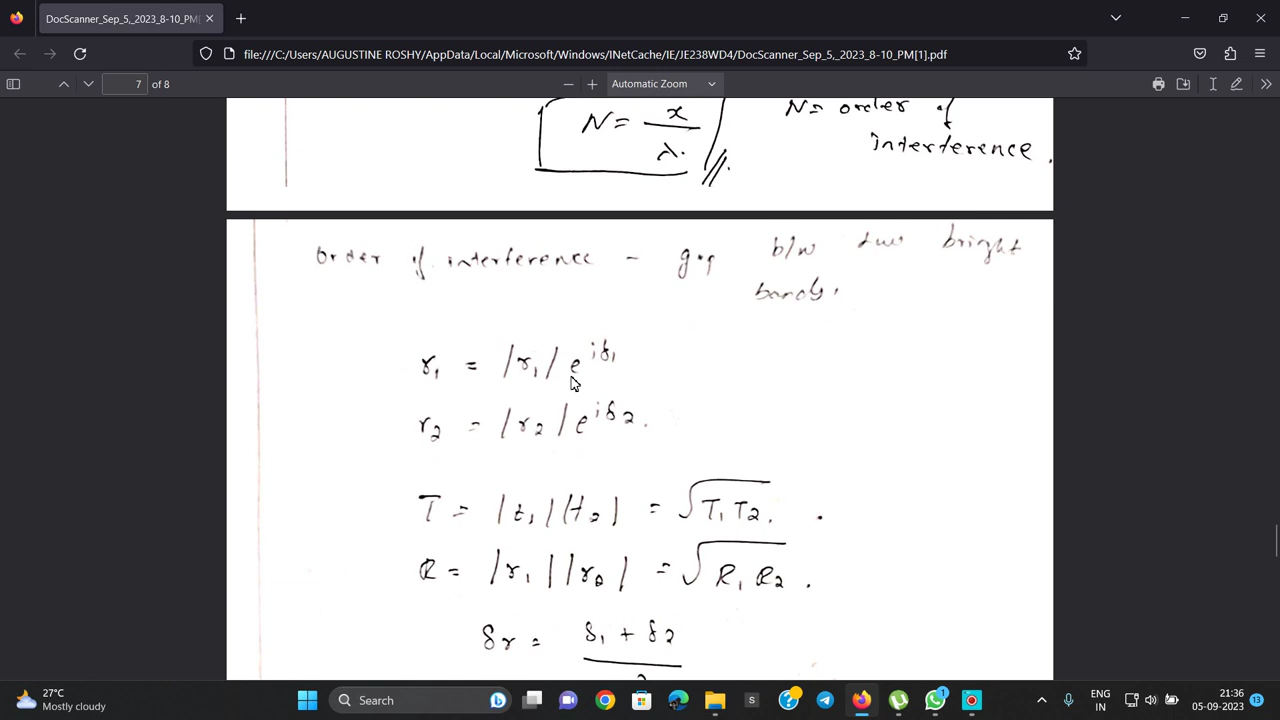 DocScanner_Sep_5,_2023_8-10_PM[
file:///C:/Users/AUGUSTINE ROSHY/AppData/Local/Microsoft/Windows/INetCache/IE/JE238WD4/DocScanner_Sep_5,_2023_8-10_PM[1].pdf
7 of 8
Automatic Zoom
N = x/λ.
N = order of
interference.
Order of interference - gap b/w two bright
bands.
r₁ = |r₁| e^{iδ₁}
r₂ = |r₂| e^{iδ₂}.
T = |t₁||t₂| = √T₁T₂.
R = |r₁||r₂| = √R₁R₂.
δr = δ₁ + δ₂
27°C
Mostly cloudy
Search
ENG
IN
21:36
05-09-2023
13